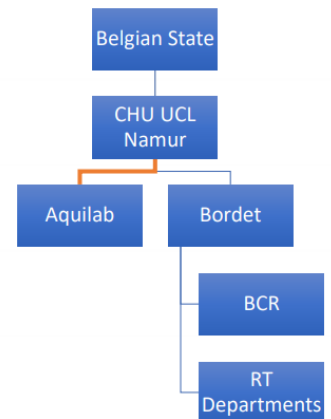 Belgian State
CHU UCL
Namur
Aquilab
Bordet
BCR
RT
Departments